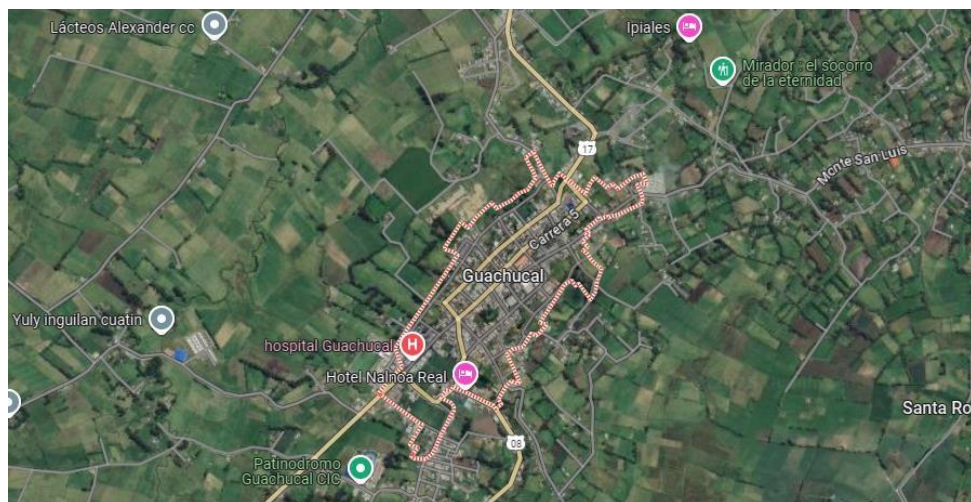 Lácteos Alexander cc
Ipiales
Mirador : el socorro
de la eternidad
17
Monte San Luis
Carrera 5
Guachucal
Yuly inguilan cuatin
hospital Guachucal
H
Hotel Nalnoa Real
Santa Ro
08
Patinodromo
Guachucal CIC